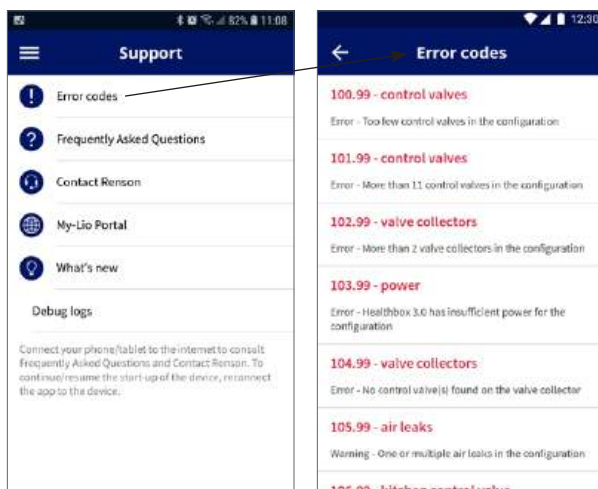 82% 11:08
Support
Error codes
Frequently Asked Questions
Contact Renson
My-Lio Portal
What's new
Debug logs
Connect your phone/tablet to the internet to consult
Frequently Asked Questions and Contact Renson. To
continue/resume the start-up of the device, reconnect
the app to the device.
12:30
Error codes
100.99 - control valves
Error - Too few control valves in the configuration
101.99 - control valves
Error - More than 11 control valves in the configuration
102.99 - valve collectors
Error - More than 2 valve collectors in the configuration
103.99 - power
Error - Healthbox 3.0 has insufficient power for the
configuration
104.99 - valve collectors
Error - No control valve(s) found on the valve collector
105.99 - air leaks
Warning - One or multiple air leaks in the configuration
106.99 - kitchen control valve